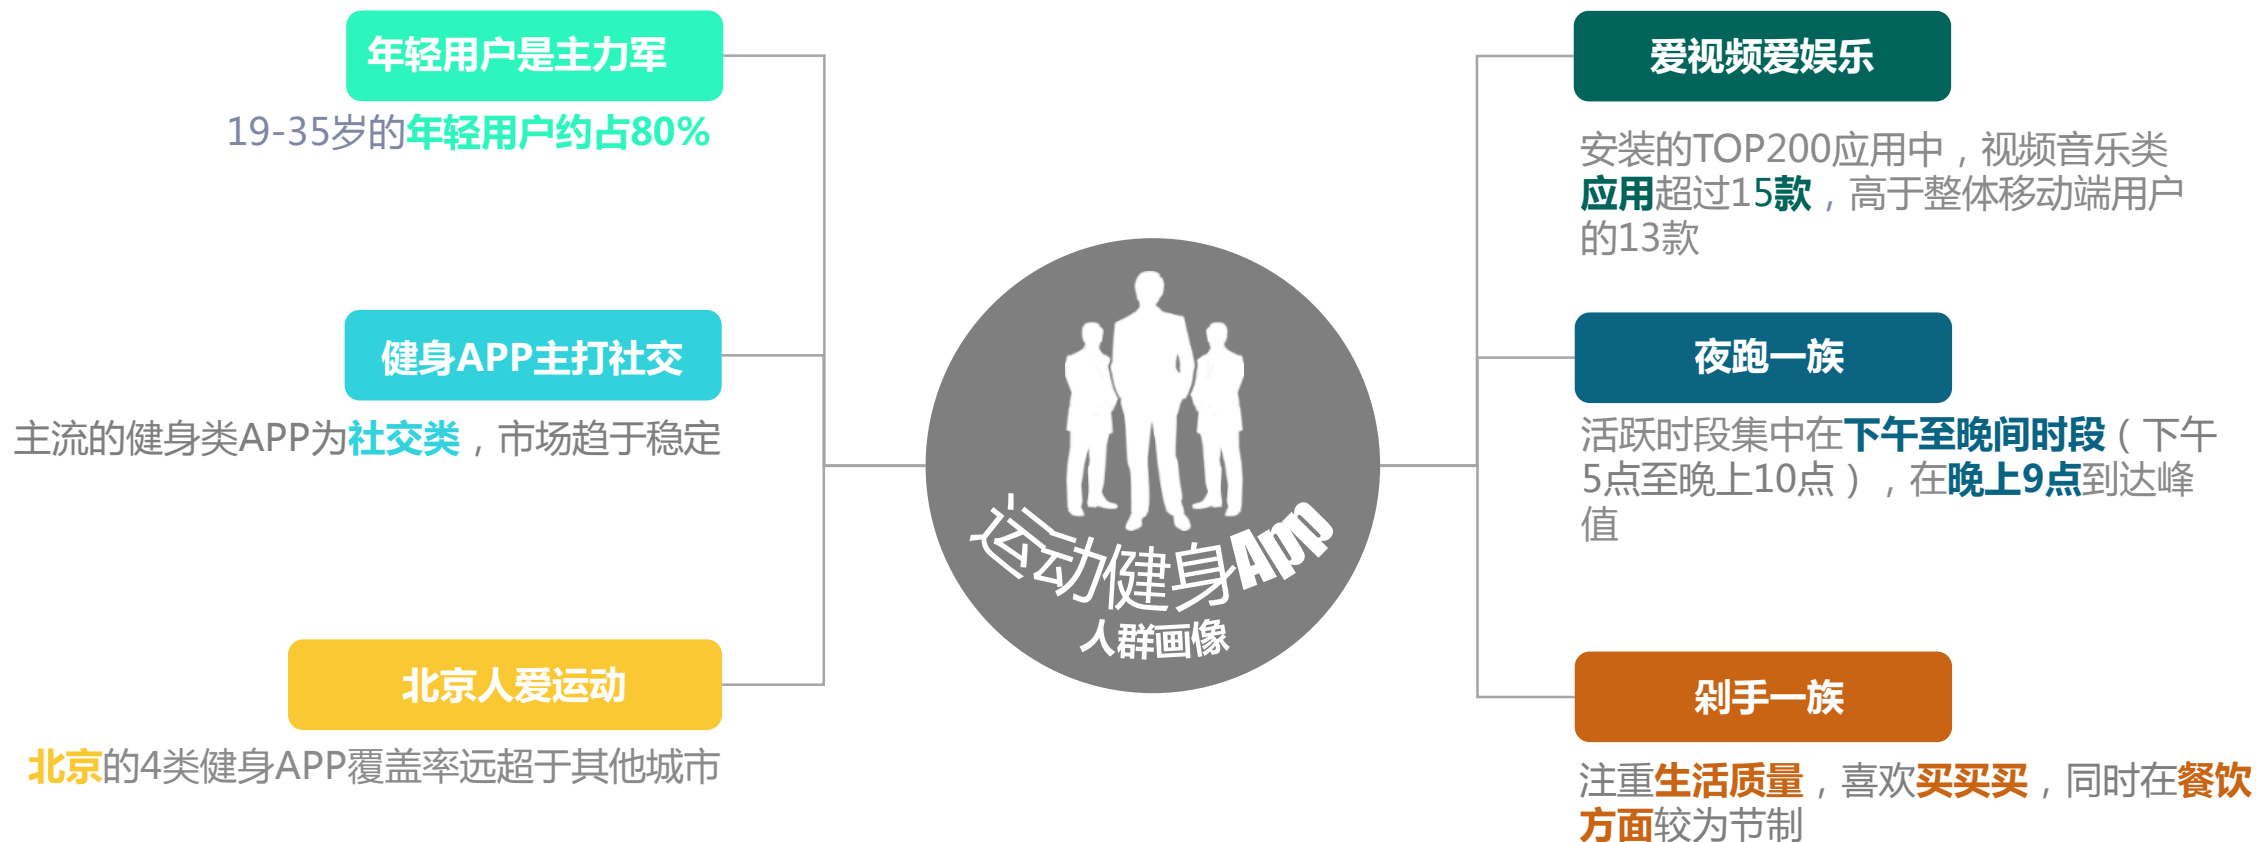 年轻用户是主力军
19-35岁的年轻用户约占80%
健身APP主打社交
主流的健身类APP为社交类，市场趋于稳定
北京人爱运动
北京的4类健身APP覆盖率远超于其他城市
运动健身App
人群画像
爱视频爱娱乐
安装的TOP200应用中，视频音乐类
应用超过15款，高于整体移动端用户
的13款
夜跑一族
活跃时段集中在下午至晚间时段（下午
5点至晚上10点），在晚上9点到达峰
值
剁手一族
注重生活质量，喜欢买买买，同时在餐饮
方面较为节制